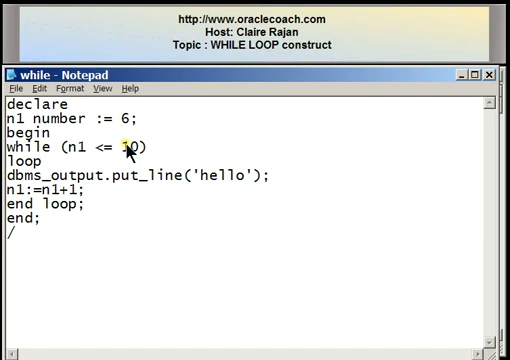 http://www.oraclecoach.com
Host: Claire Rajan
Topic : WHILE LOOP construct
while - Notepad
File Edit Format View Help
declare
n1 number := 6;
begin
while (n1 <= 10)
loop
dbms_output.put_line('hello');
n1:=n1+1;
end loop;
end;
/